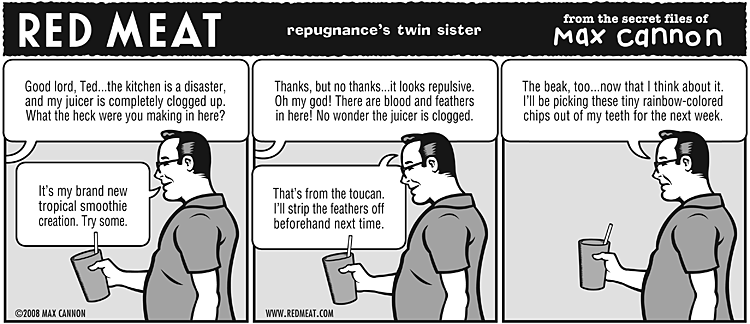 RED MEAT
repugnance's twin sister
from the secret files of
Max cannon
Good lord, Ted...the kitchen is a disaster,
and my juicer is completely clogged up.
What the heck were you making in here?
It's my brand new
tropical smoothie
creation. Try some.
©2008 MAX CANNON
Thanks, but no thanks...it looks repulsive.
Oh my god! There are blood and feathers
in here! No wonder the juicer is clogged.
That's from the toucan.
I'll strip the feathers off
beforehand next time.
WWW.REDMEAT.COM
The beak, too...now that I think about it.
I'll be picking these tiny rainbow-colored
chips out of my teeth for the next week.